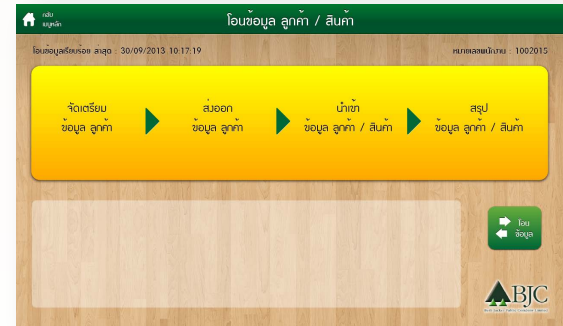 กลับ
เมนูหลัก
โอนข้อมูล ลูกค้า / สินค้า
โอนข้อมูลเรียบร้อย ล่าสุด : 30/09/2013 10:17:19
หมายเลขพนักงาน : 1002015
จัดเตรียม
ข้อมูล ลูกค้า
ส่งออก
ข้อมูล ลูกค้า
นำเข้า
ข้อมูล ลูกค้า / สินค้า
สรุป
ข้อมูล ลูกค้า / สินค้า
โอน
ข้อมูล
BJC